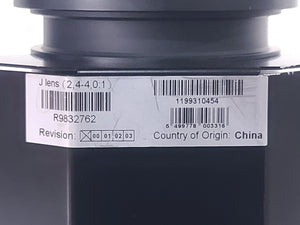 J lens (2,4-4,0:1)
R9832762
Revision: 00 01 02 03
1199310454
5 499778 003316
Country of Origin: China